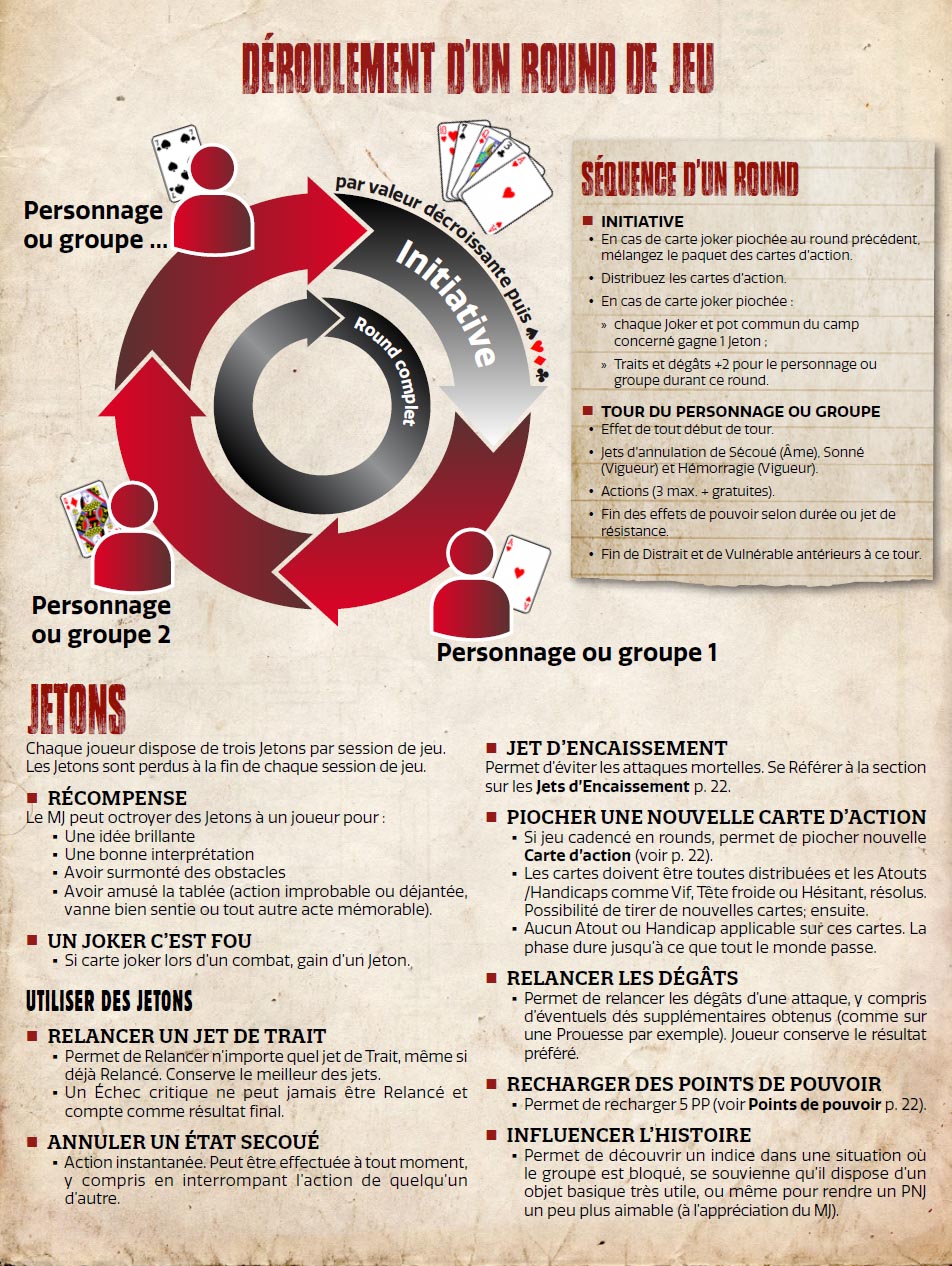 DÉROULEMENT D'UN ROUND DE JEU
Personnage
ou groupe ...
par valeur décroissante puis ♠♥♦♣
Initiative
Round complet
Personnage
ou groupe 2
Personnage ou groupe 1
SÉQUENCE D'UN ROUND
■ INITIATIVE
• En cas de carte joker piochée au round précédent,
mélangez le paquet des cartes d'action.
• Distribuez les cartes d'action.
• En cas de carte joker piochée :
» chaque Joker et pot commun du camp
concerné gagne 1 Jeton ;
» Traits et dégâts +2 pour le personnage ou
groupe durant ce round.
■ TOUR DU PERSONNAGE OU GROUPE
• Effet de tout début de tour.
• Jets d'annulation de Sécoué (Âme), Sonné
(Vigueur) et Hémorragie (Vigueur).
• Actions (3 max. + gratuites).
• Fin des effets de pouvoir selon durée ou jet de
résistance.
• Fin de Distrait et de Vulnérable antérieurs à ce tour.
JETONS
Chaque joueur dispose de trois Jetons par session de jeu.
Les Jetons sont perdus à la fin de chaque session de jeu.
■ RÉCOMPENSE
Le MJ peut octroyer des Jetons à un joueur pour :
▪ Une idée brillante
▪ Une bonne interprétation
▪ Avoir surmonté des obstacles
▪ Avoir amusé la tablée (action improbable ou déjantée,
vanne bien sentie ou tout autre acte mémorable).
■ UN JOKER C'EST FOU
▪ Si carte joker lors d'un combat, gain d'un Jeton.
UTILISER DES JETONS
■ RELANCER UN JET DE TRAIT
▪ Permet de Relancer n'importe quel jet de Trait, même si
déjà Relancé. Conserve le meilleur des jets.
▪ Un Échec critique ne peut jamais être Relancé et
compte comme résultat final.
■ ANNULER UN ÉTAT SECOUÉ
▪ Action instantanée. Peut être effectuée à tout moment,
y compris en interrompant l'action de quelqu'un
d'autre.
■ JET D'ENCAISSEMENT
Permet d'éviter les attaques mortelles. Se Référer à la section
sur les Jets d'Encaissement p. 22.
■ PIOCHER UNE NOUVELLE CARTE D'ACTION
▪ Si jeu cadencé en rounds, permet de piocher nouvelle
Carte d'action (voir p. 22).
▪ Les cartes doivent être toutes distribuées et les Atouts
/Handicaps comme Vif, Tête froide ou Hésitant, résolus.
Possibilité de tirer de nouvelles cartes; ensuite.
▪ Aucun Atout ou Handicap applicable sur ces cartes. La
phase dure jusqu'à ce que tout le monde passe.
■ RELANCER LES DÉGÂTS
▪ Permet de relancer les dégâts d'une attaque, y compris
d'éventuels dés supplémentaires obtenus (comme sur
une Prouesse par exemple). Joueur conserve le résultat
préféré.
■ RECHARGER DES POINTS DE POUVOIR
▪ Permet de recharger 5 PP (voir Points de pouvoir p. 22).
■ INFLUENCER L'HISTOIRE
▪ Permet de découvrir un indice dans une situation où
le groupe est bloqué, se souvienne qu'il dispose d'un
objet basique très utile, ou même pour rendre un PNJ
un peu plus aimable (à l'appréciation du MJ).